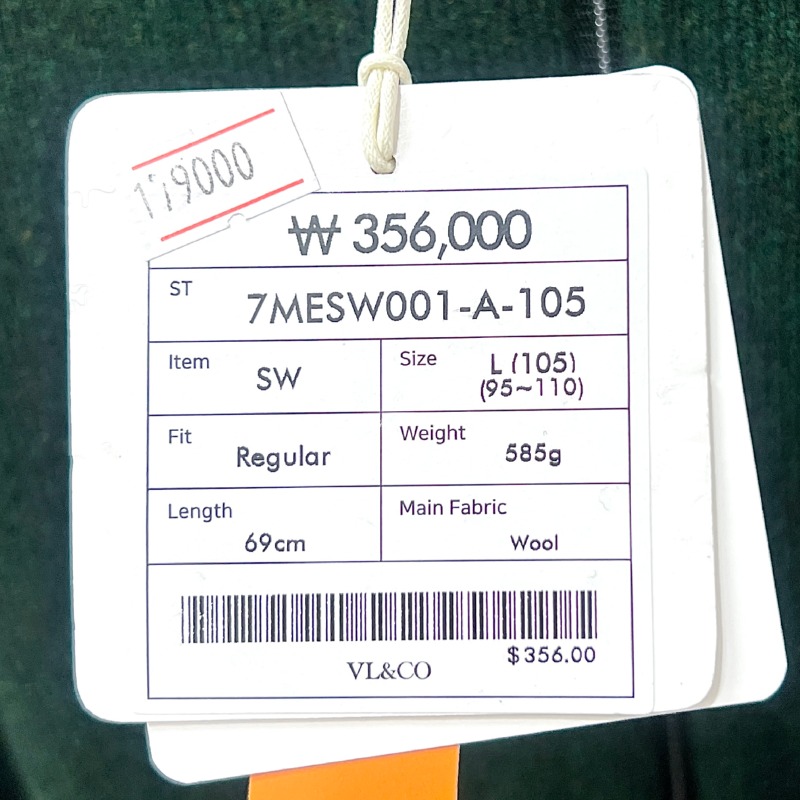 ₩ 356,000
ST
7MESW001-A-105
Item
SW
Size
L (105)
(95~110)
Fit
Regular
Weight
585g
Length
69cm
Main Fabric
Wool
$356.00
VL&CO